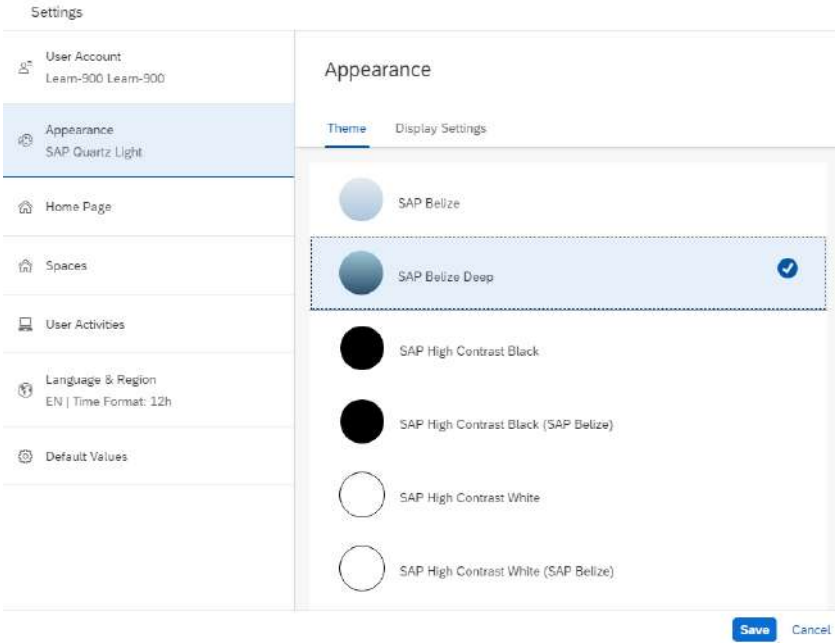 Settings
User Account
Learn-900 Learn-900
Appearance
SAP Quartz Light
Home Page
Spaces
User Activities
Language & Region
EN | Time Format: 12h
Default Values
Appearance
Theme Display Settings
SAP Belize
SAP Belize Deep
SAP High Contrast Black
SAP High Contrast Black (SAP Belize)
SAP High Contrast White
SAP High Contrast White (SAP Belize)
Save Cancel